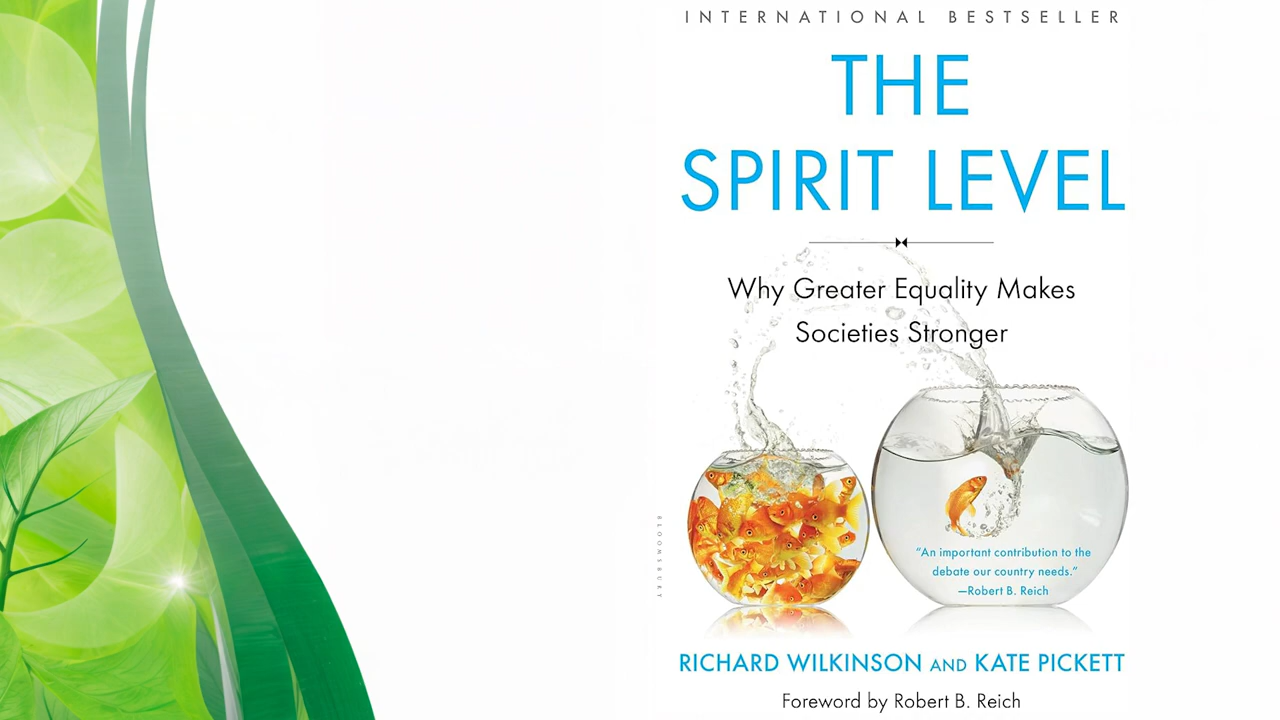 INTERNATIONAL BESTSELLER
THE
SPIRIT LEVEL
Why Greater Equality Makes
Societies Stronger
BLOOMSBURY
“An important contribution to the
debate our country needs.”
—Robert B. Reich
RICHARD WILKINSON AND KATE PICKETT
Foreword by Robert B. Reich